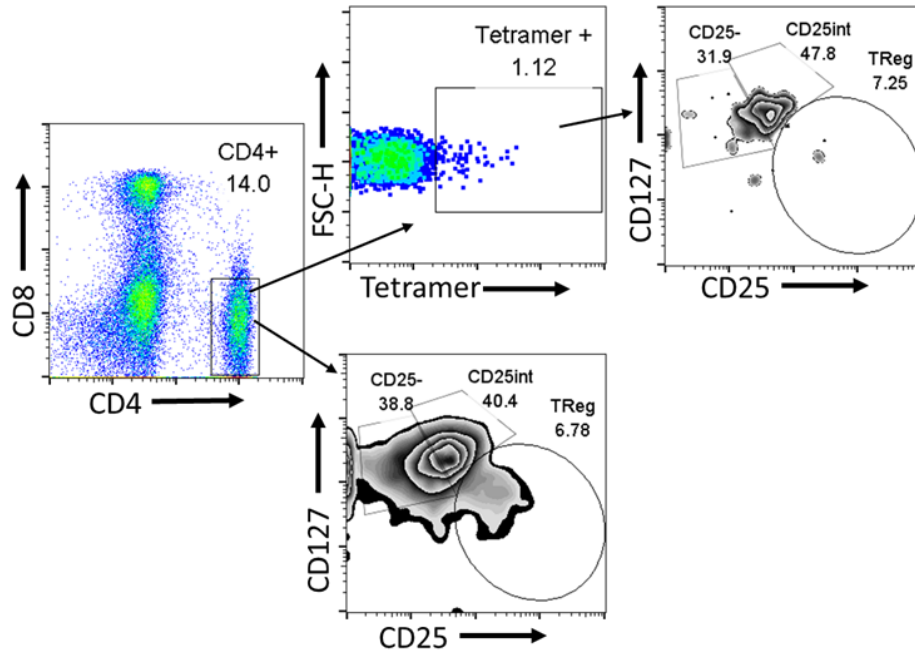 CD4+
14.0
CD8
CD4
Tetramer +
1.12
FSC-H
Tetramer
CD25-
31.9
CD25int
47.8
TReg
7.25
CD127
CD25
CD25-
38.8
CD25int
40.4
TReg
6.78
CD127
CD25